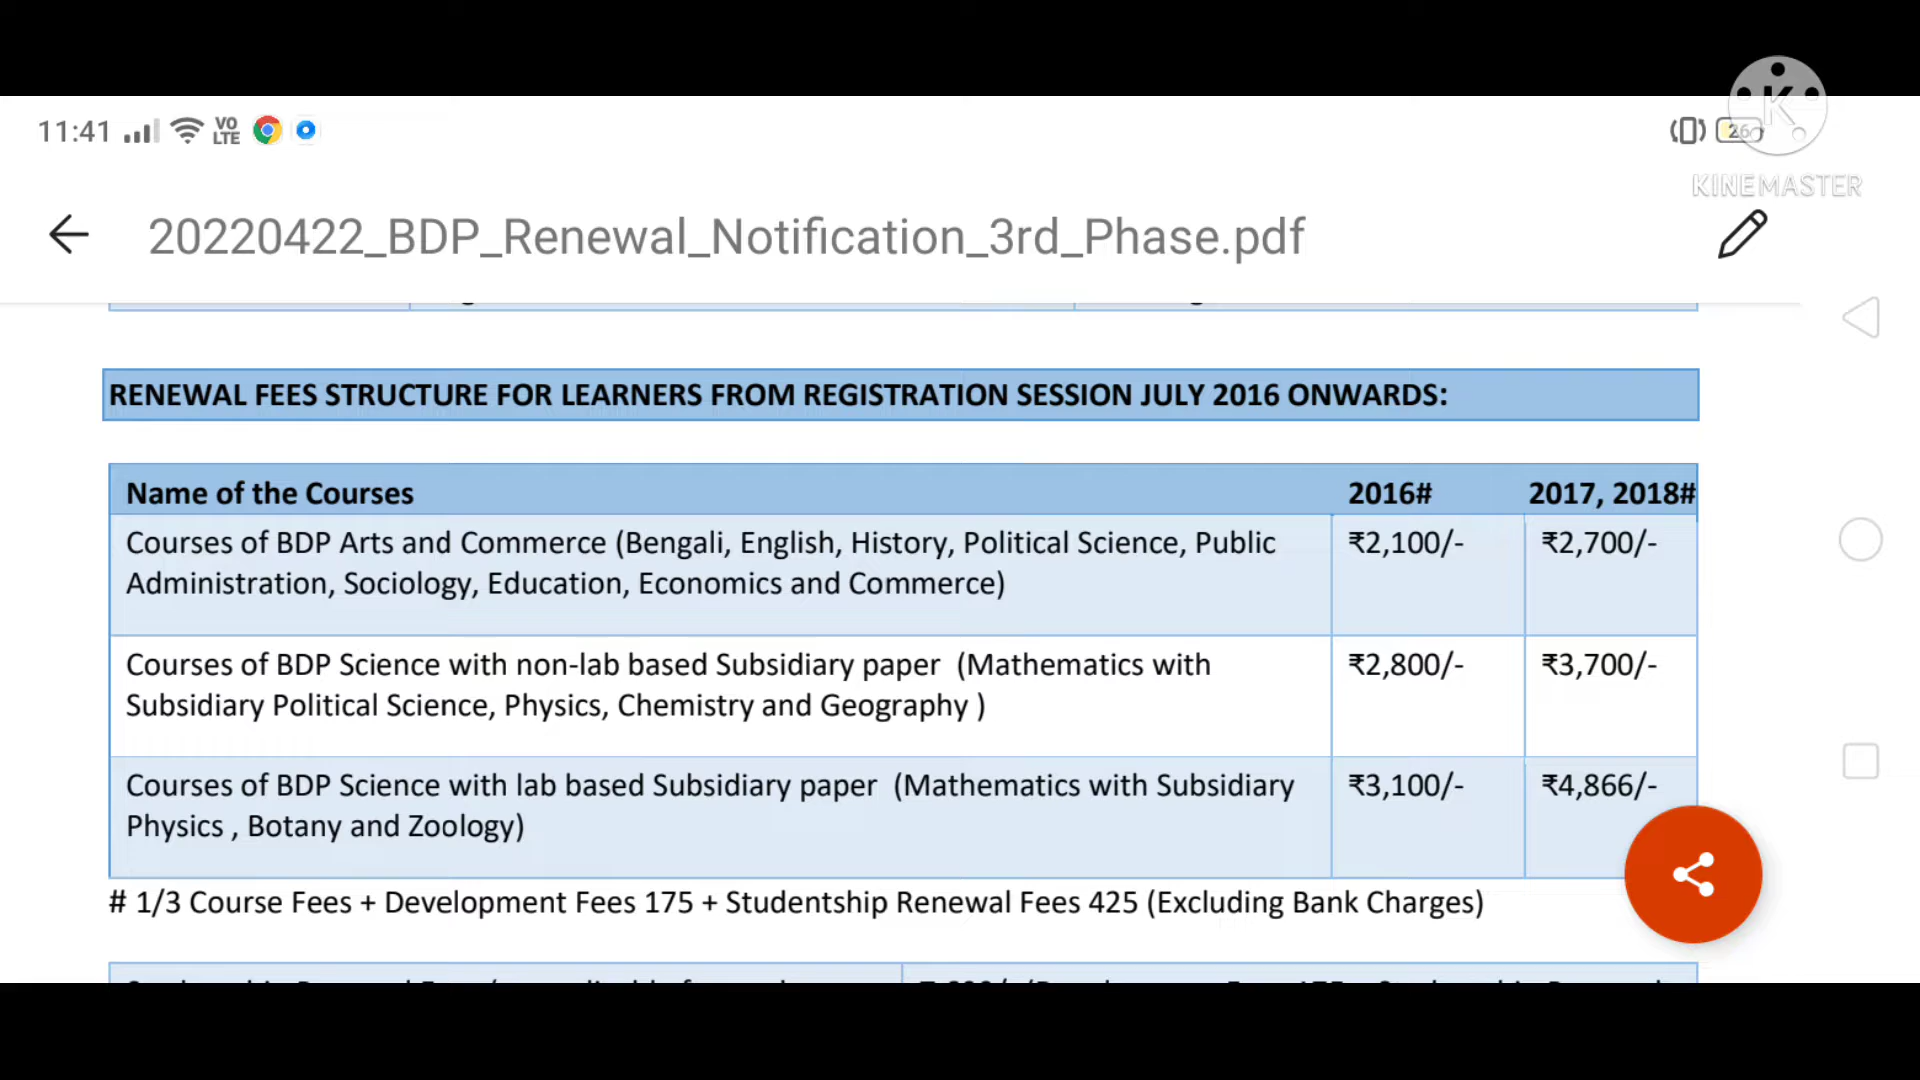 11:41 VO LTE 26
K
KINEMASTER
20220422_BDP_Renewal_Notification_3rd_Phase.pdf
RENEWAL FEES STRUCTURE FOR LEARNERS FROM REGISTRATION SESSION JULY 2016 ONWARDS:
Name of the Courses 2016# 2017, 2018#
Courses of BDP Arts and Commerce (Bengali, English, History, Political Science, Public ₹2,100/- ₹2,700/-
Administration, Sociology, Education, Economics and Commerce)
Courses of BDP Science with non-lab based Subsidiary paper (Mathematics with ₹2,800/- ₹3,700/-
Subsidiary Political Science, Physics, Chemistry and Geography )
Courses of BDP Science with lab based Subsidiary paper (Mathematics with Subsidiary ₹3,100/- ₹4,866/-
Physics , Botany and Zoology)
# 1/3 Course Fees + Development Fees 175 + Studentship Renewal Fees 425 (Excluding Bank Charges)